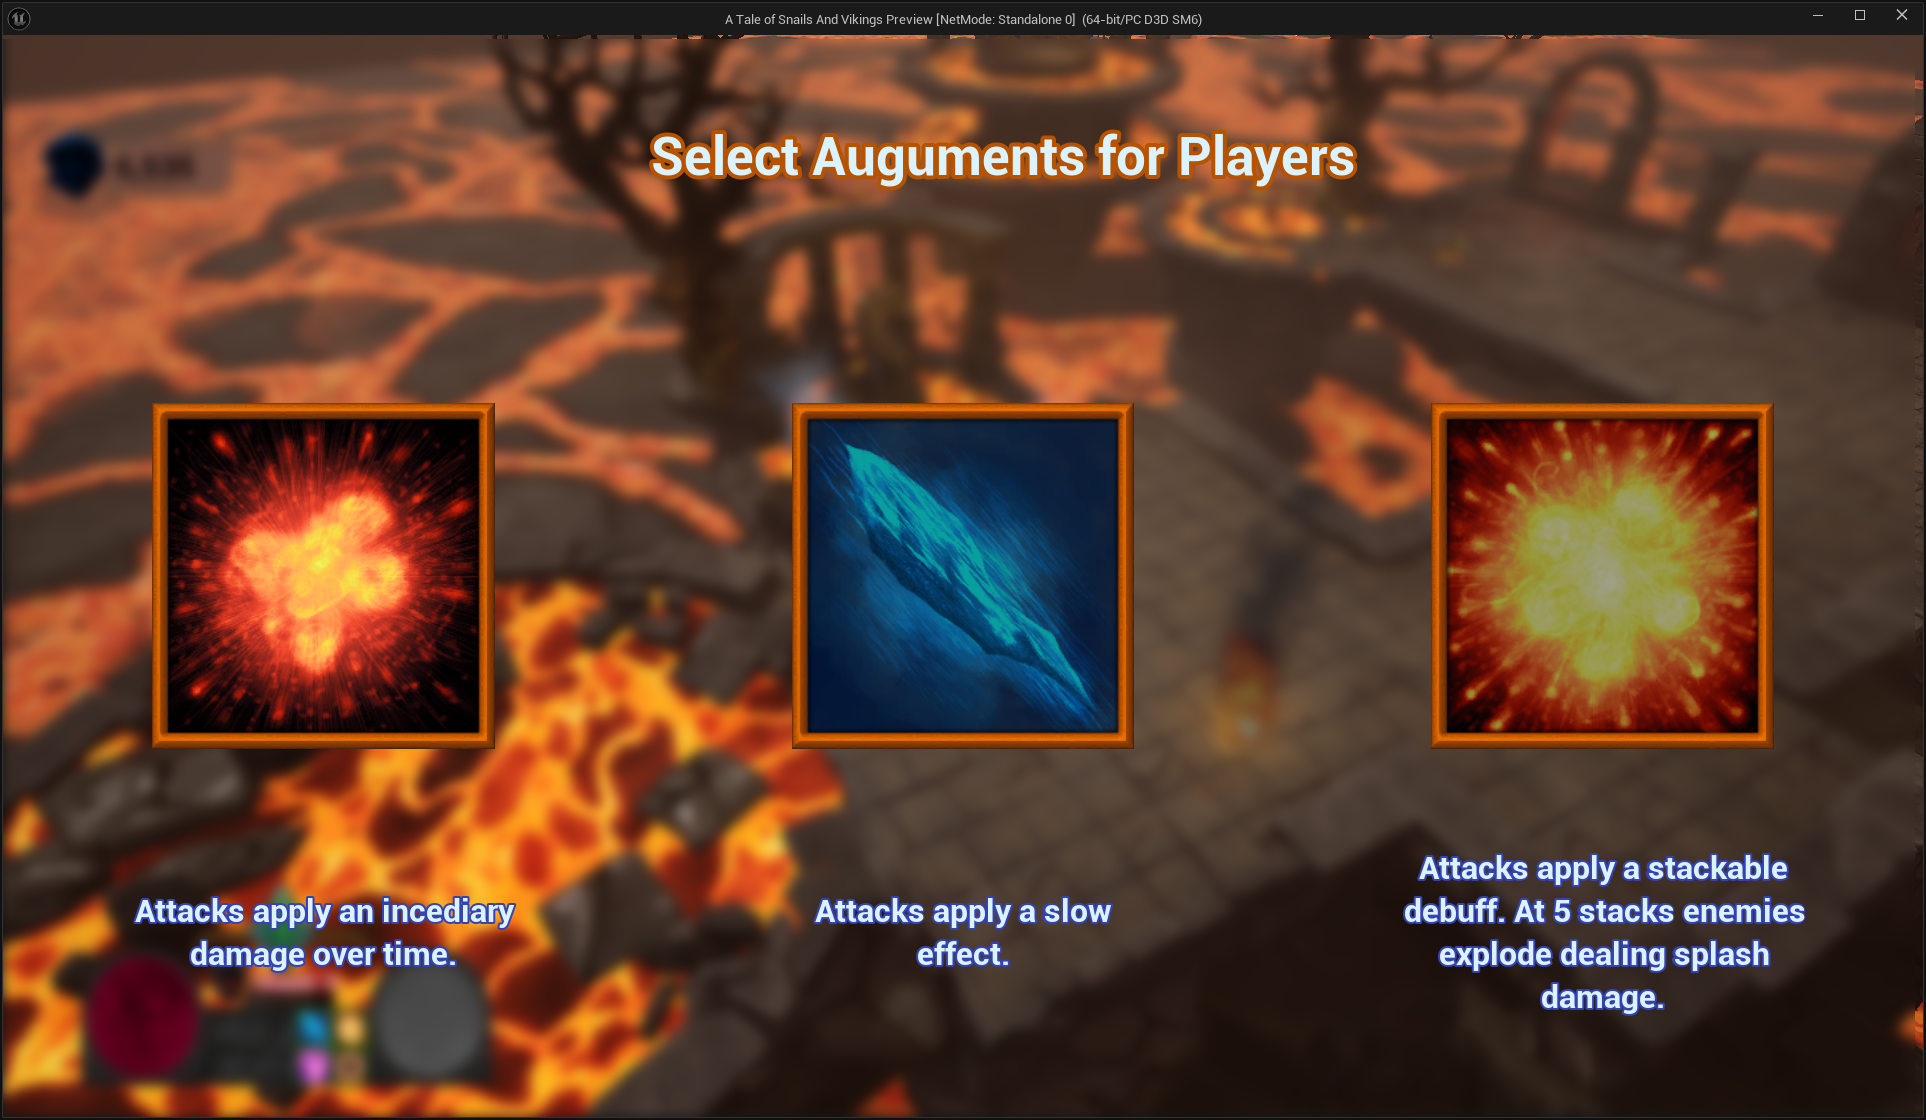 A Tale of Snails And Vikings Preview [NetMode: Standalone 0] (64-bit/PC D3D SM6)
Select Auguments for Players
Attacks apply an incediary
damage over time.
Attacks apply a slow
effect.
Attacks apply a stackable
debuff. At 5 stacks enemies
explode dealing splash
damage.